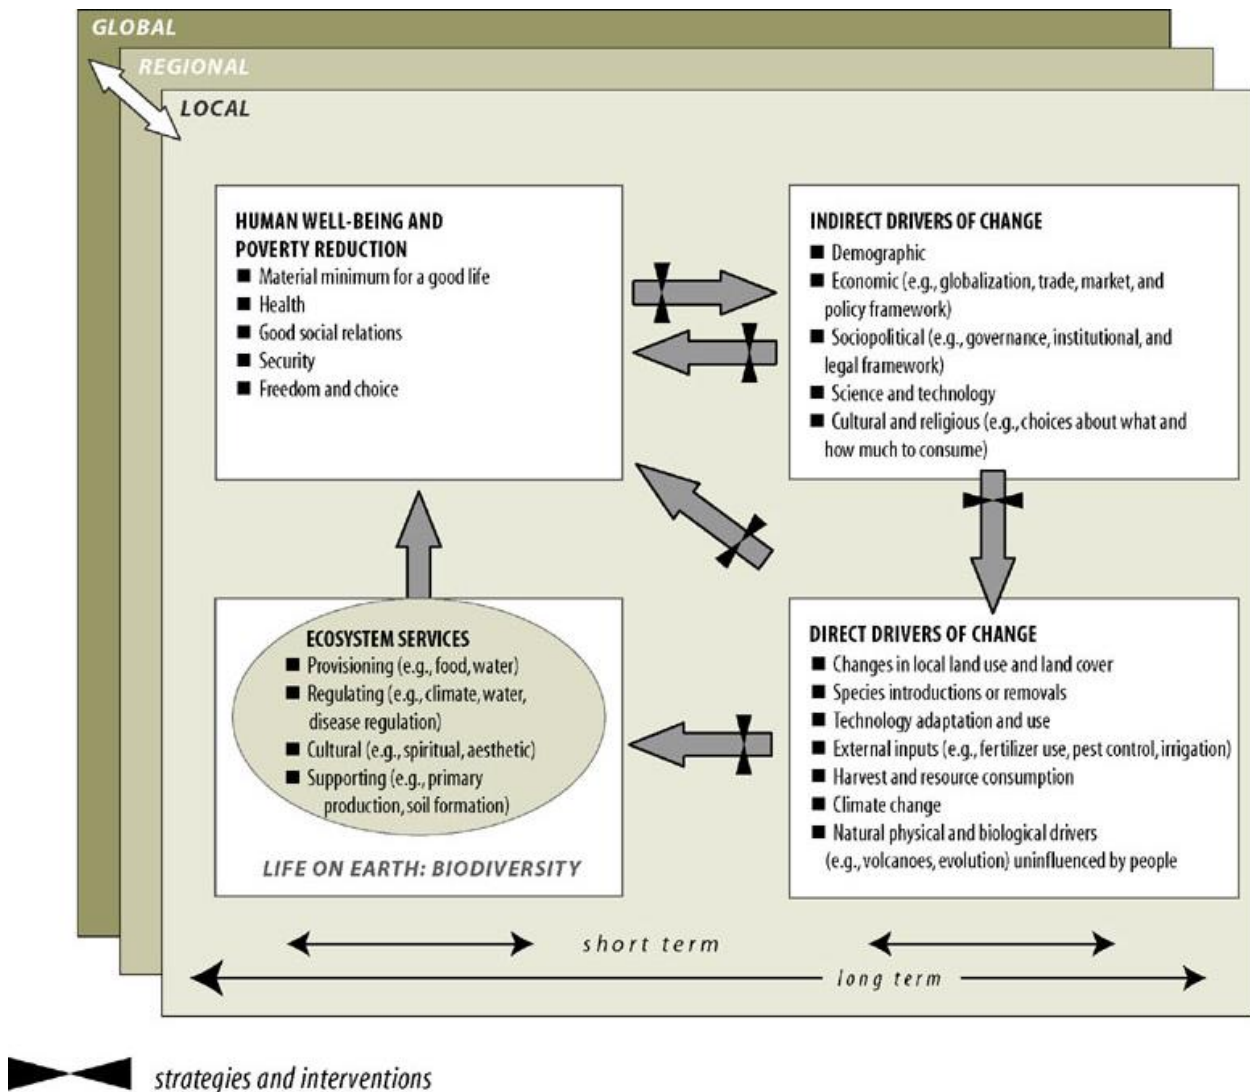 GLOBAL
REGIONAL
LOCAL
HUMAN WELL-BEING AND
POVERTY REDUCTION
■ Material minimum for a good life
■ Health
■ Good social relations
■ Security
■ Freedom and choice
INDIRECT DRIVERS OF CHANGE
■ Demographic
■ Economic (e.g., globalization, trade, market, and
policy framework)
■ Sociopolitical (e.g., governance, institutional, and
legal framework)
■ Science and technology
■ Cultural and religious (e.g., choices about what and
how much to consume)
ECOSYSTEM SERVICES
■ Provisioning (e.g., food, water)
■ Regulating (e.g., climate, water,
disease regulation)
■ Cultural (e.g., spiritual, aesthetic)
■ Supporting (e.g., primary
production, soil formation)
LIFE ON EARTH: BIODIVERSITY
DIRECT DRIVERS OF CHANGE
■ Changes in local land use and land cover
■ Species introductions or removals
■ Technology adaptation and use
■ External inputs (e.g., fertilizer use, pest control, irrigation)
■ Harvest and resource consumption
■ Climate change
■ Natural physical and biological drivers
(e.g., volcanoes, evolution) uninfluenced by people
short term
long term
strategies and interventions